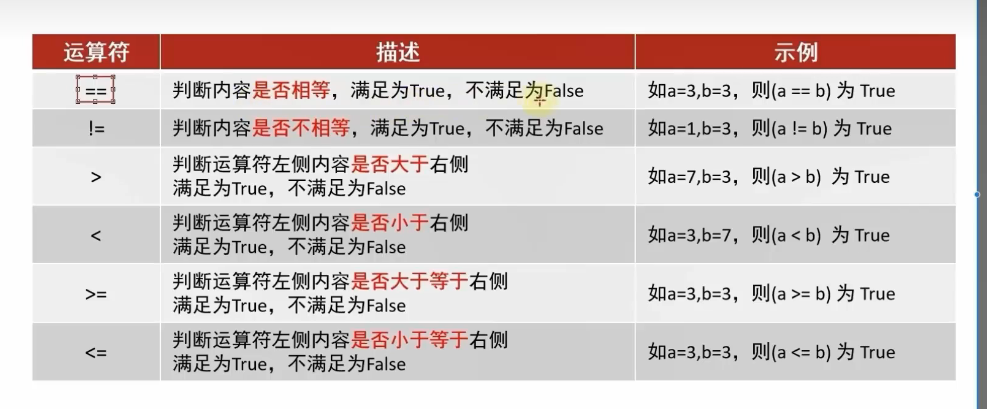 运算符 描述 示例
== 判断内容是否相等，满足为True，不满足为False 如a=3,b=3，则(a == b) 为 True
!= 判断内容是否不相等，满足为True，不满足为False 如a=1,b=3，则(a != b) 为 True
> 判断运算符左侧内容是否大于右侧
满足为True，不满足为False 如a=7,b=3，则(a > b) 为 True
< 判断运算符左侧内容是否小于右侧
满足为True，不满足为False 如a=3,b=7，则(a < b) 为 True
>= 判断运算符左侧内容是否大于等于右侧
满足为True，不满足为False 如a=3,b=3，则(a >= b) 为 True
<= 判断运算符左侧内容是否小于等于右侧
满足为True，不满足为False 如a=3,b=3，则(a <= b) 为 True